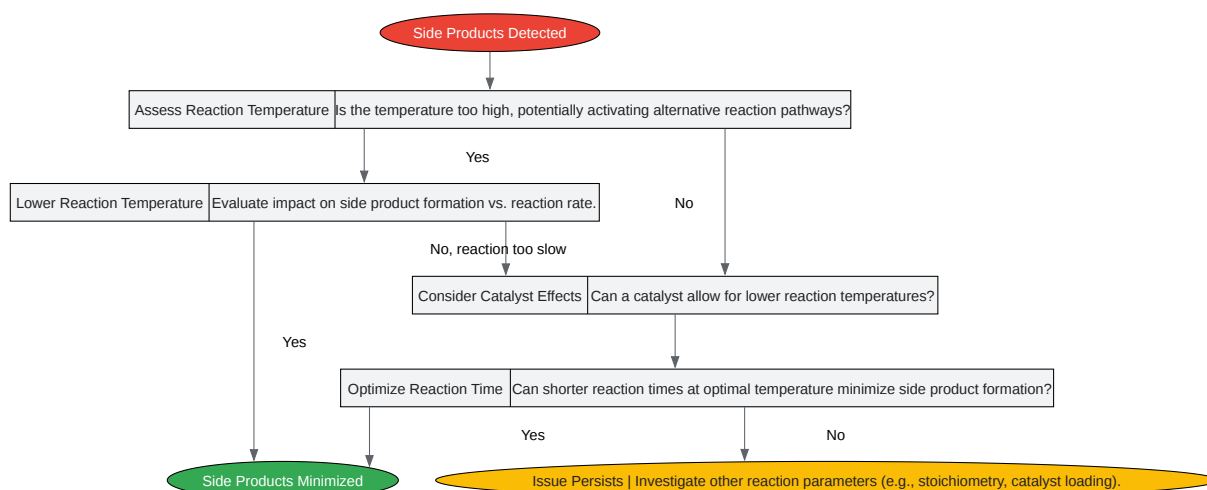 Side Products Detected
Assess Reaction Temperature
Is the temperature too high, potentially activating alternative reaction pathways?
Yes
Lower Reaction Temperature
Evaluate impact on side product formation vs. reaction rate.
No
No, reaction too slow
Consider Catalyst Effects
Can a catalyst allow for lower reaction temperatures?
Yes
Optimize Reaction Time
Can shorter reaction times at optimal temperature minimize side product formation?
Yes
No
Side Products Minimized
Issue Persists | Investigate other reaction parameters (e.g., stoichiometry, catalyst loading).